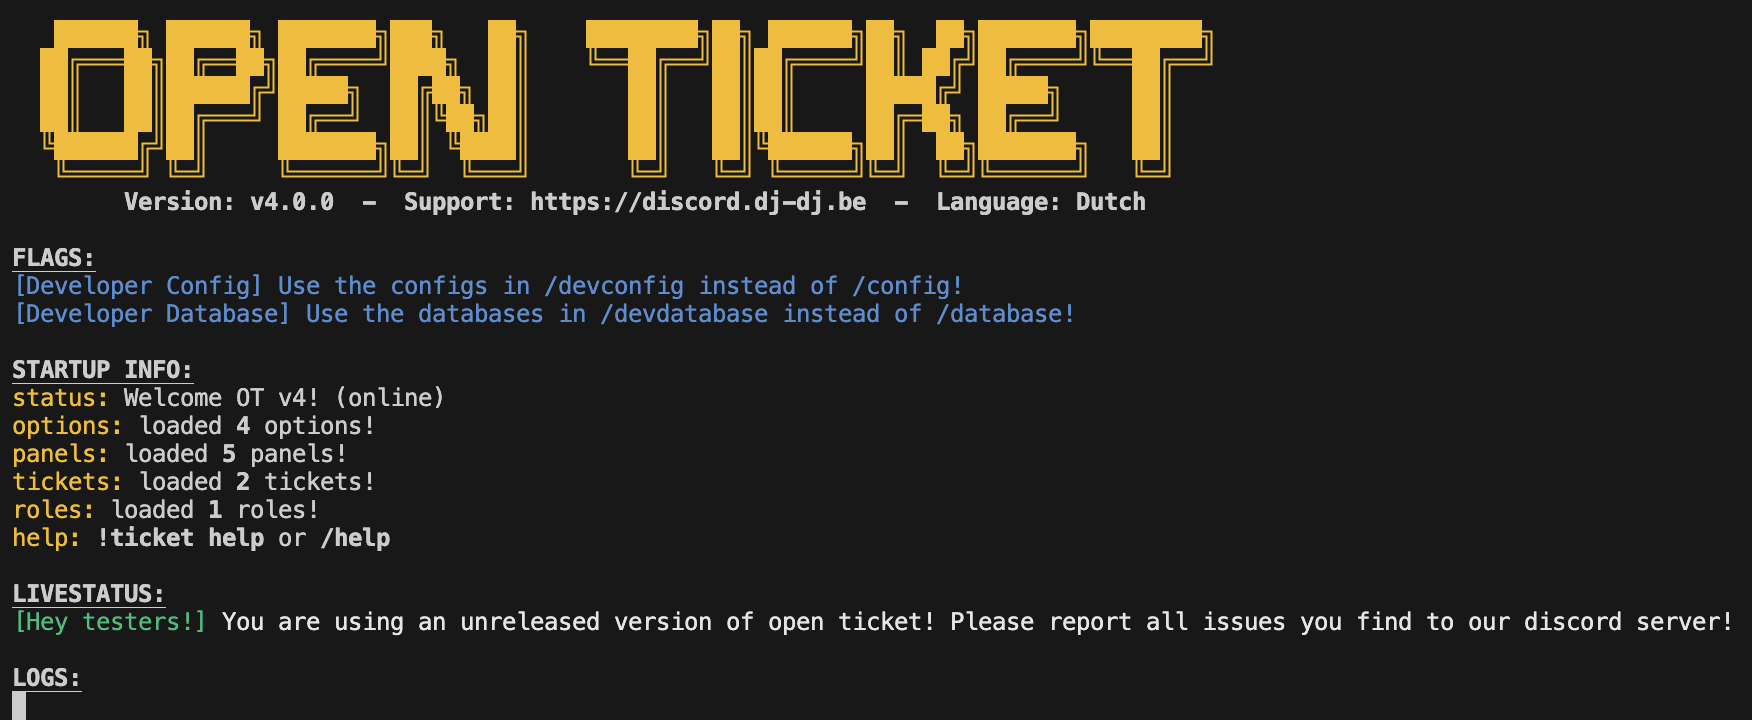 OPEN TICKET
Version: v4.0.0  -  Support: https://discord.dj-dj.be  -  Language: Dutch
FLAGS:
[Developer Config] Use the configs in /devconfig instead of /config!
[Developer Database] Use the databases in /devdatabase instead of /database!
STARTUP INFO:
status: Welcome OT v4! (online)
options: loaded 4 options!
panels: loaded 5 panels!
tickets: loaded 2 tickets!
roles: loaded 1 roles!
help: !ticket help or /help
LIVESTATUS:
[Hey testers!] You are using an unreleased version of open ticket! Please report all issues you find to our discord server!
LOGS: